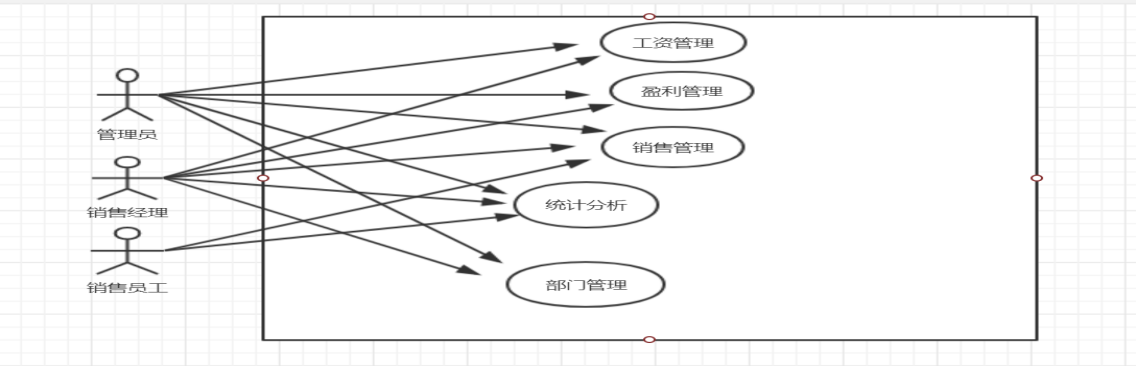 工资管理
盈利管理
管理员
销售管理
统计分析
销售经理
销售员工
部门管理